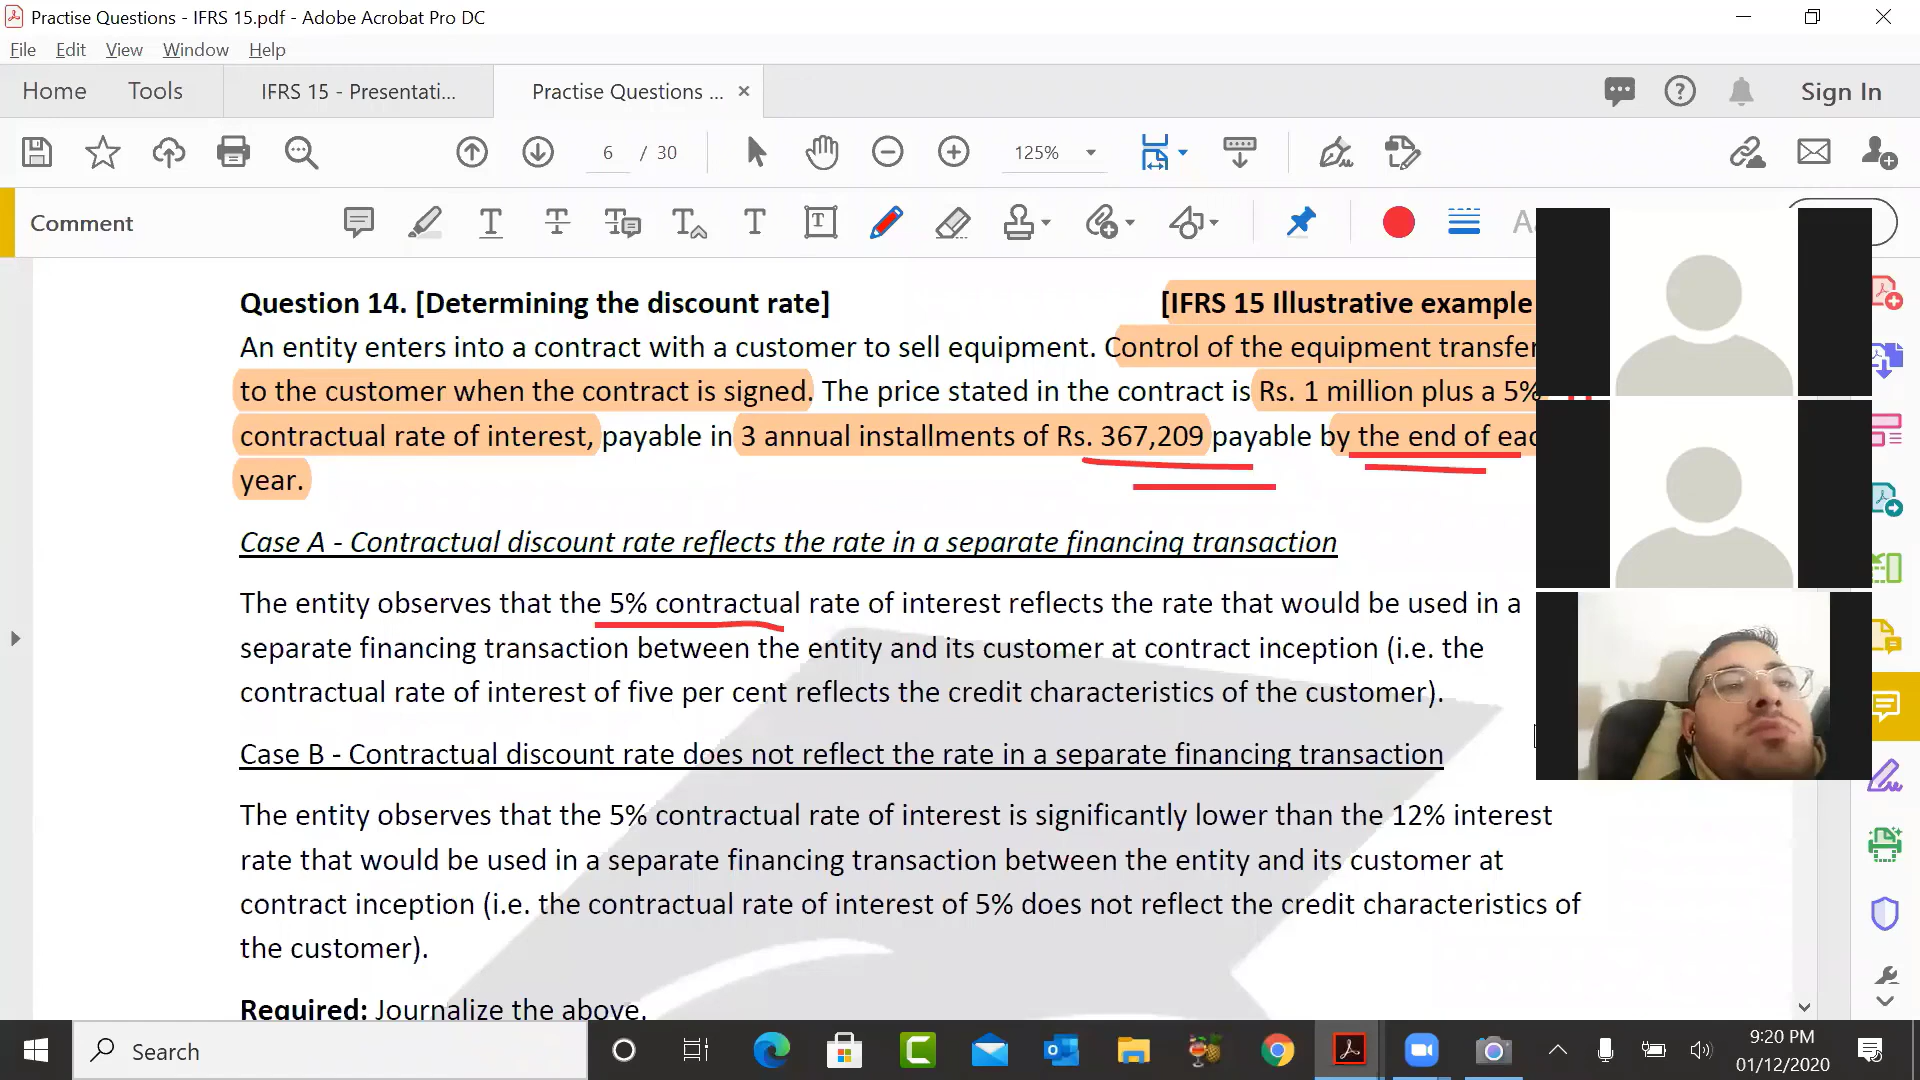 Practise Questions - IFRS 15.pdf - Adobe Acrobat Pro DC
File Edit View Window Help
Home Tools IFRS 15 - Presentati... Practise Questions ... × Sign In
6 / 30 125%
Comment
Question 14. [Determining the discount rate] [IFRS 15 Illustrative example
An entity enters into a contract with a customer to sell equipment. Control of the equipment transfer
to the customer when the contract is signed. The price stated in the contract is Rs. 1 million plus a 5%
contractual rate of interest, payable in 3 annual installments of Rs. 367,209 payable by the end of eac
year.
Case A - Contractual discount rate reflects the rate in a separate financing transaction
The entity observes that the 5% contractual rate of interest reflects the rate that would be used in a
separate financing transaction between the entity and its customer at contract inception (i.e. the
contractual rate of interest of five per cent reflects the credit characteristics of the customer).
Case B - Contractual discount rate does not reflect the rate in a separate financing transaction
The entity observes that the 5% contractual rate of interest is significantly lower than the 12% interest
rate that would be used in a separate financing transaction between the entity and its customer at
contract inception (i.e. the contractual rate of interest of 5% does not reflect the credit characteristics of
the customer).
Required: Journalize the above.
Search
9:20 PM
01/12/2020